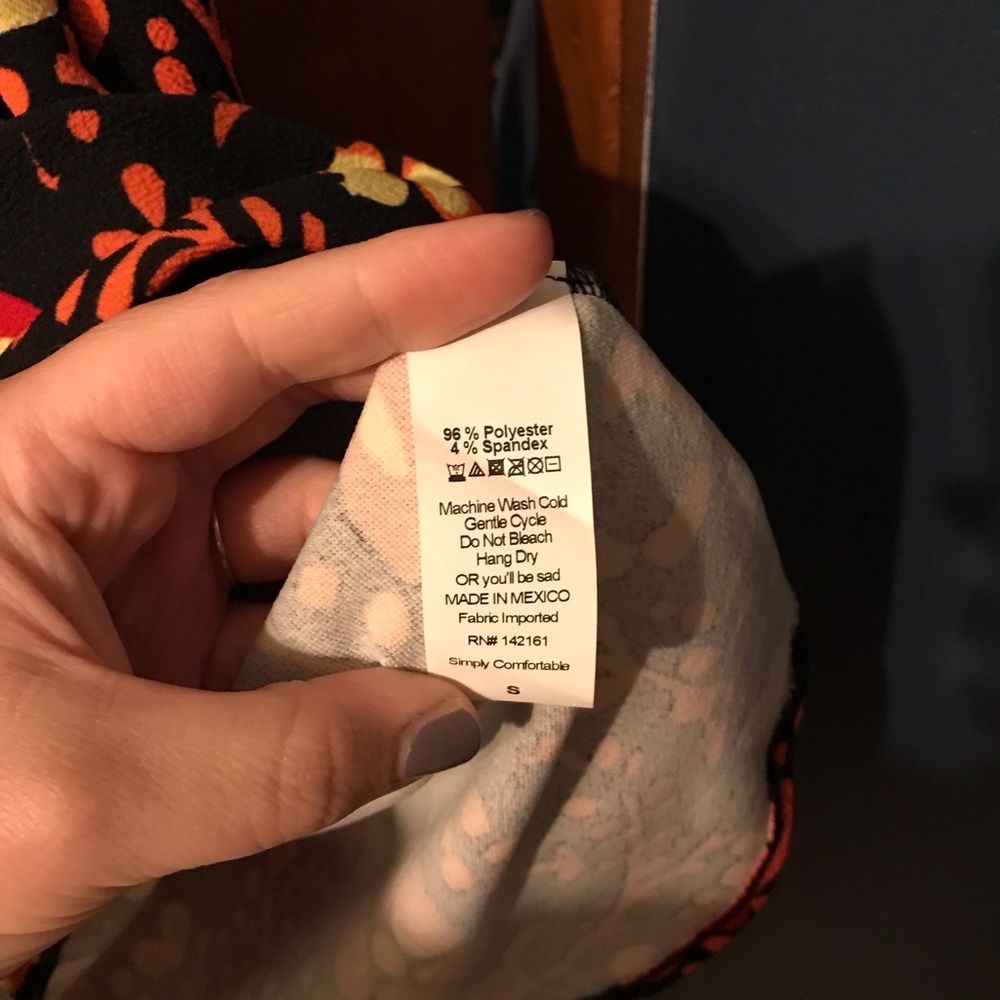 96 % Polyester
4 % Spandex
Machine Wash Cold
Gentle Cycle
Do Not Bleach
Hang Dry
OR you'll be sad
MADE IN MEXICO
Fabric Imported
RN# 142161
Simply Comfortable
S